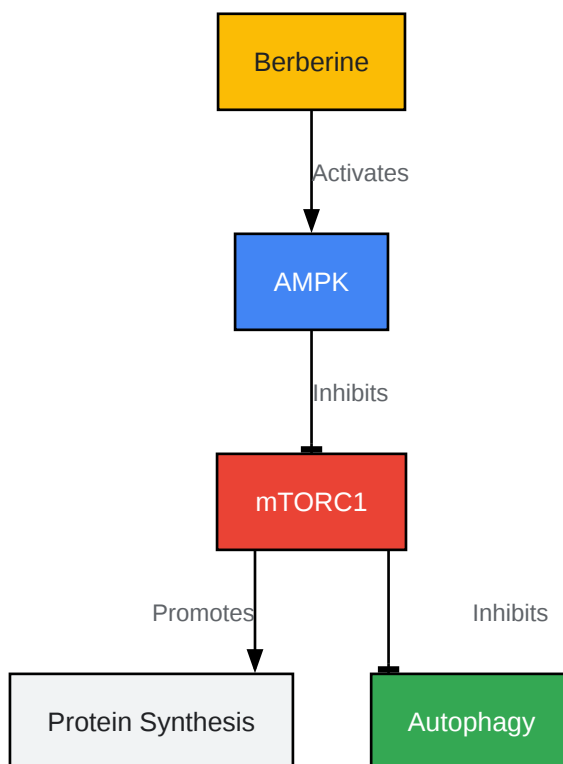 Berberine
Activates
AMPK
Inhibits
mTORC1
Promotes
Inhibits
Protein Synthesis
Autophagy